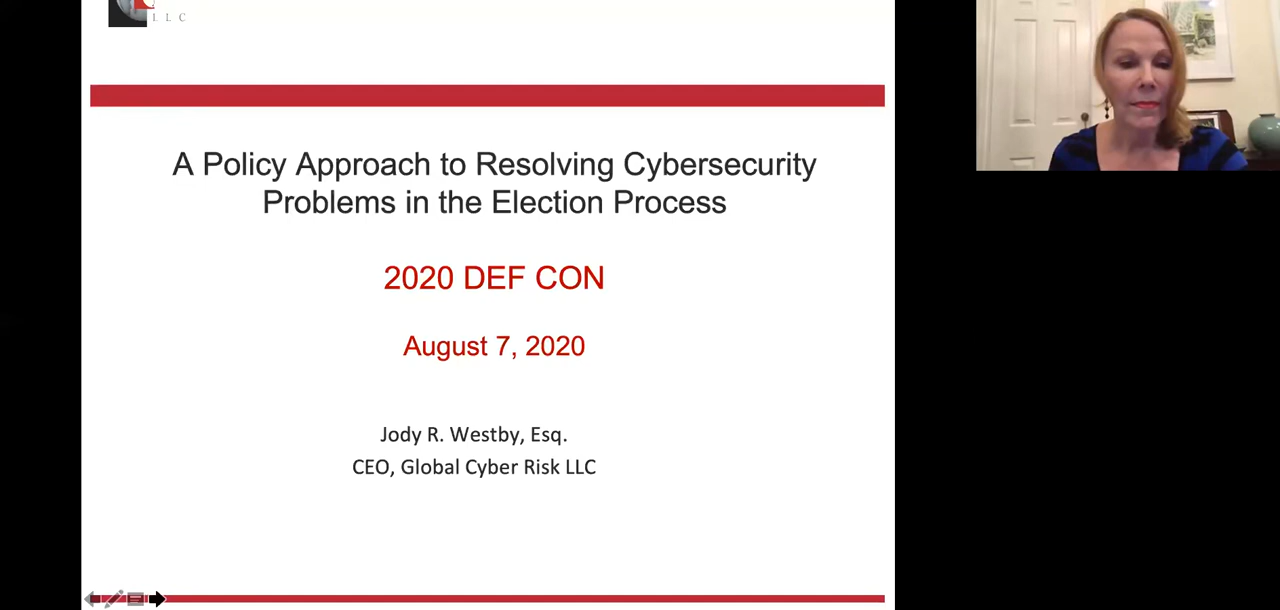 LLC
A Policy Approach to Resolving Cybersecurity
Problems in the Election Process
2020 DEF CON
August 7, 2020
Jody R. Westby, Esq.
CEO, Global Cyber Risk LLC